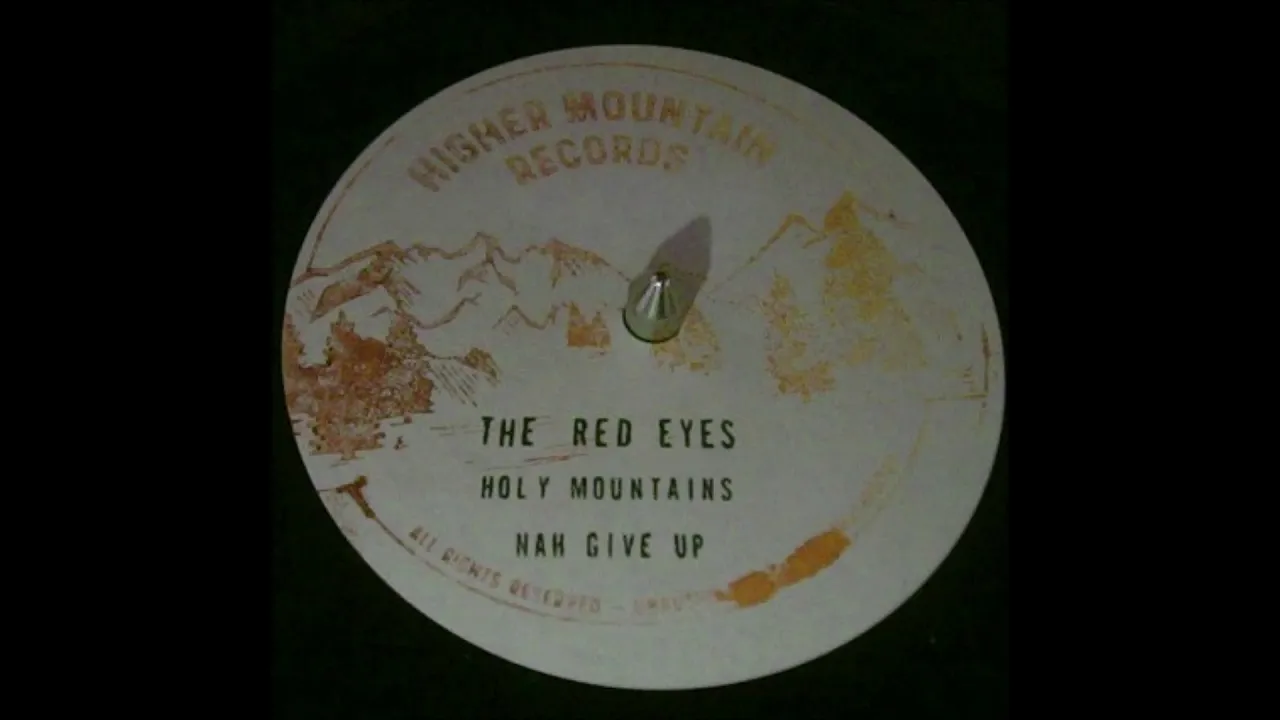 HIGHER MOUNTAIN
RECORDS
THE RED EYES
HOLY MOUNTAINS
NAH GIVE UP
ALL RIGHTS RESERVED -